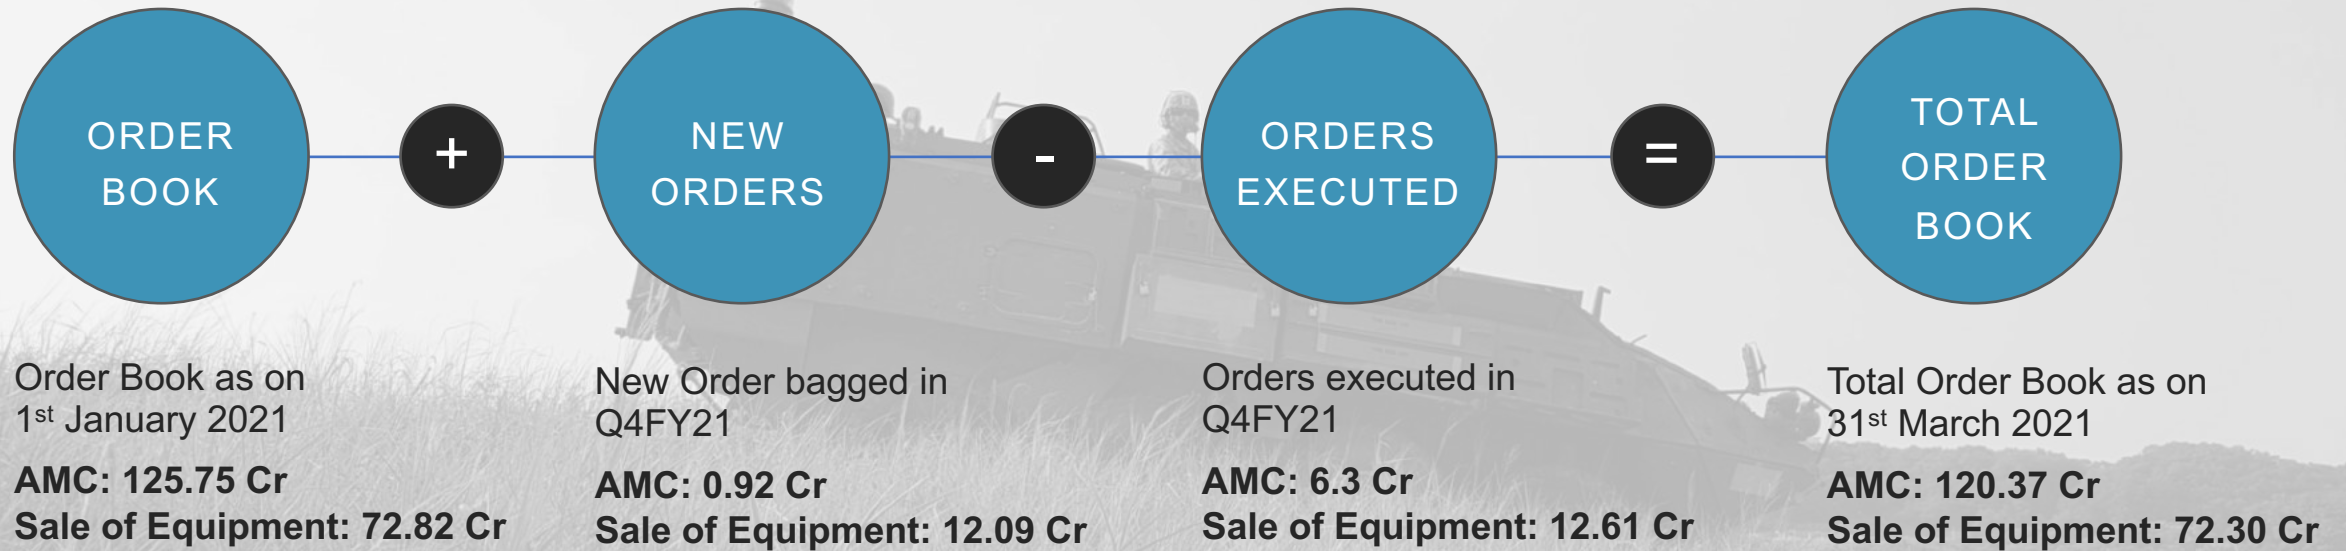 ORDER
BOOK
+
NEW
ORDERS
-
ORDERS
EXECUTED
=
TOTAL
ORDER
BOOK
Order Book as on
1st January 2021
AMC: 125.75 Cr
Sale of Equipment: 72.82 Cr
New Order bagged in
Q4FY21
AMC: 0.92 Cr
Sale of Equipment: 12.09 Cr
Orders executed in
Q4FY21
AMC: 6.3 Cr
Sale of Equipment: 12.61 Cr
Total Order Book as on
31st March 2021
AMC: 120.37 Cr
Sale of Equipment: 72.30 Cr